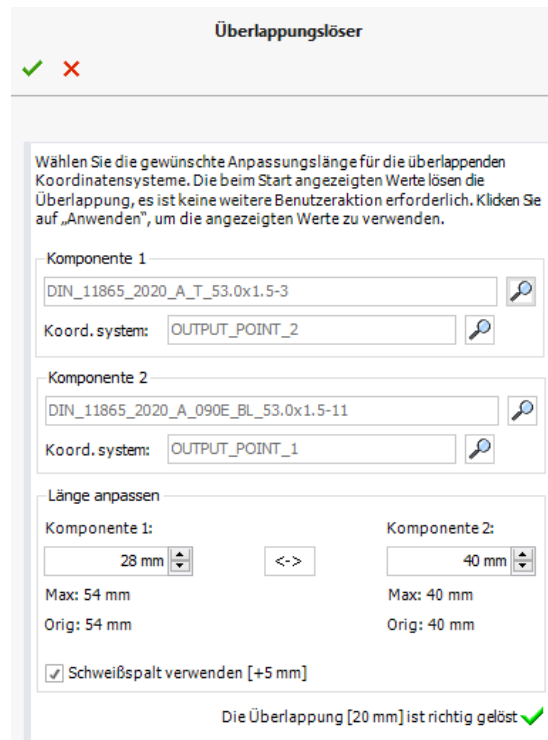 Überlappungslöser
Wählen Sie die gewünschte Anpassungslänge für die überlappenden
Koordinatensysteme. Die beim Start angezeigten Werte lösen die
Überlappung, es ist keine weitere Benutzeraktion erforderlich. Klicken Sie
auf „Anwenden", um die angezeigten Werte zu verwenden.
Komponente 1
DIN_11865_2020_A_T_53.0x1.5-3
Koord. system: OUTPUT_POINT_2
Komponente 2
DIN_11865_2020_A_090E_BL_53.0x1.5-11
Koord. system: OUTPUT_POINT_1
Länge anpassen
Komponente 1: Komponente 2:
28 mm <-> 40 mm
Max: 54 mm Max: 40 mm
Orig: 54 mm Orig: 40 mm
Schweißspalt verwenden [+5 mm]
Die Überlappung [20 mm] ist richtig gelöst